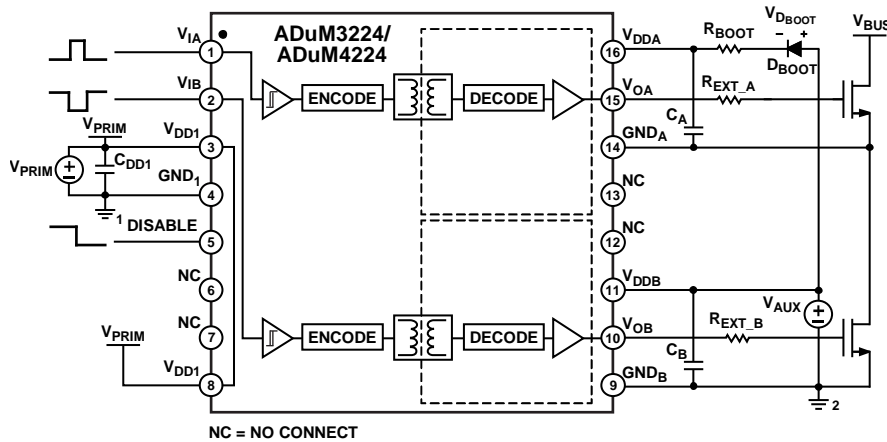 ADuM3224/
ADuM4224
VIA
1
ENCODE
DECODE
16
VDDA
RBOOT
VDBOOT
− +
DBOOT
VBUS
VIB
2
15
VOA
REXT_A
CA
VPRIM
VDD1
3
14
GNDA
VPRIM
CDD1
GND1
4
13
NC
1
DISABLE
5
12
NC
NC
6
11
VDDB
VAUX
NC
7
ENCODE
DECODE
10
VOB
REXT_B
CB
VPRIM
VDD1
8
9
GNDB
2
NC = NO CONNECT